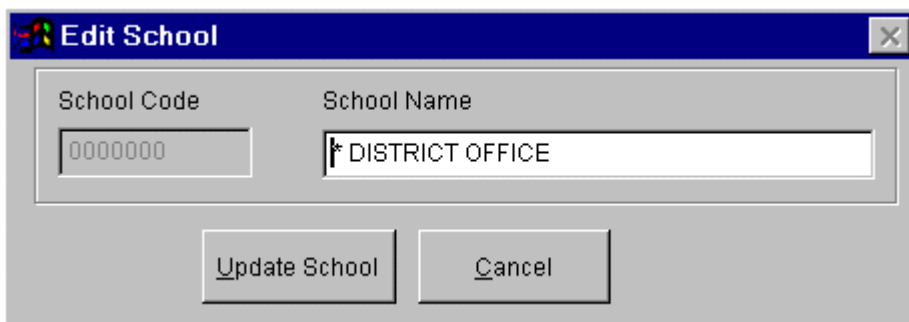 Edit School
School Code School Name
0000000 * DISTRICT OFFICE
Update School Cancel